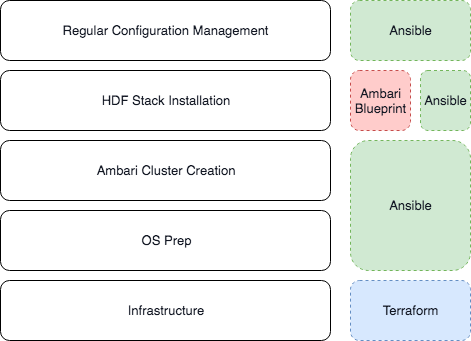 Regular Configuration Management
Ansible
HDF Stack Installation
Ambari
Blueprint
Ansible
Ambari Cluster Creation
Ansible
OS Prep
Infrastructure
Terraform